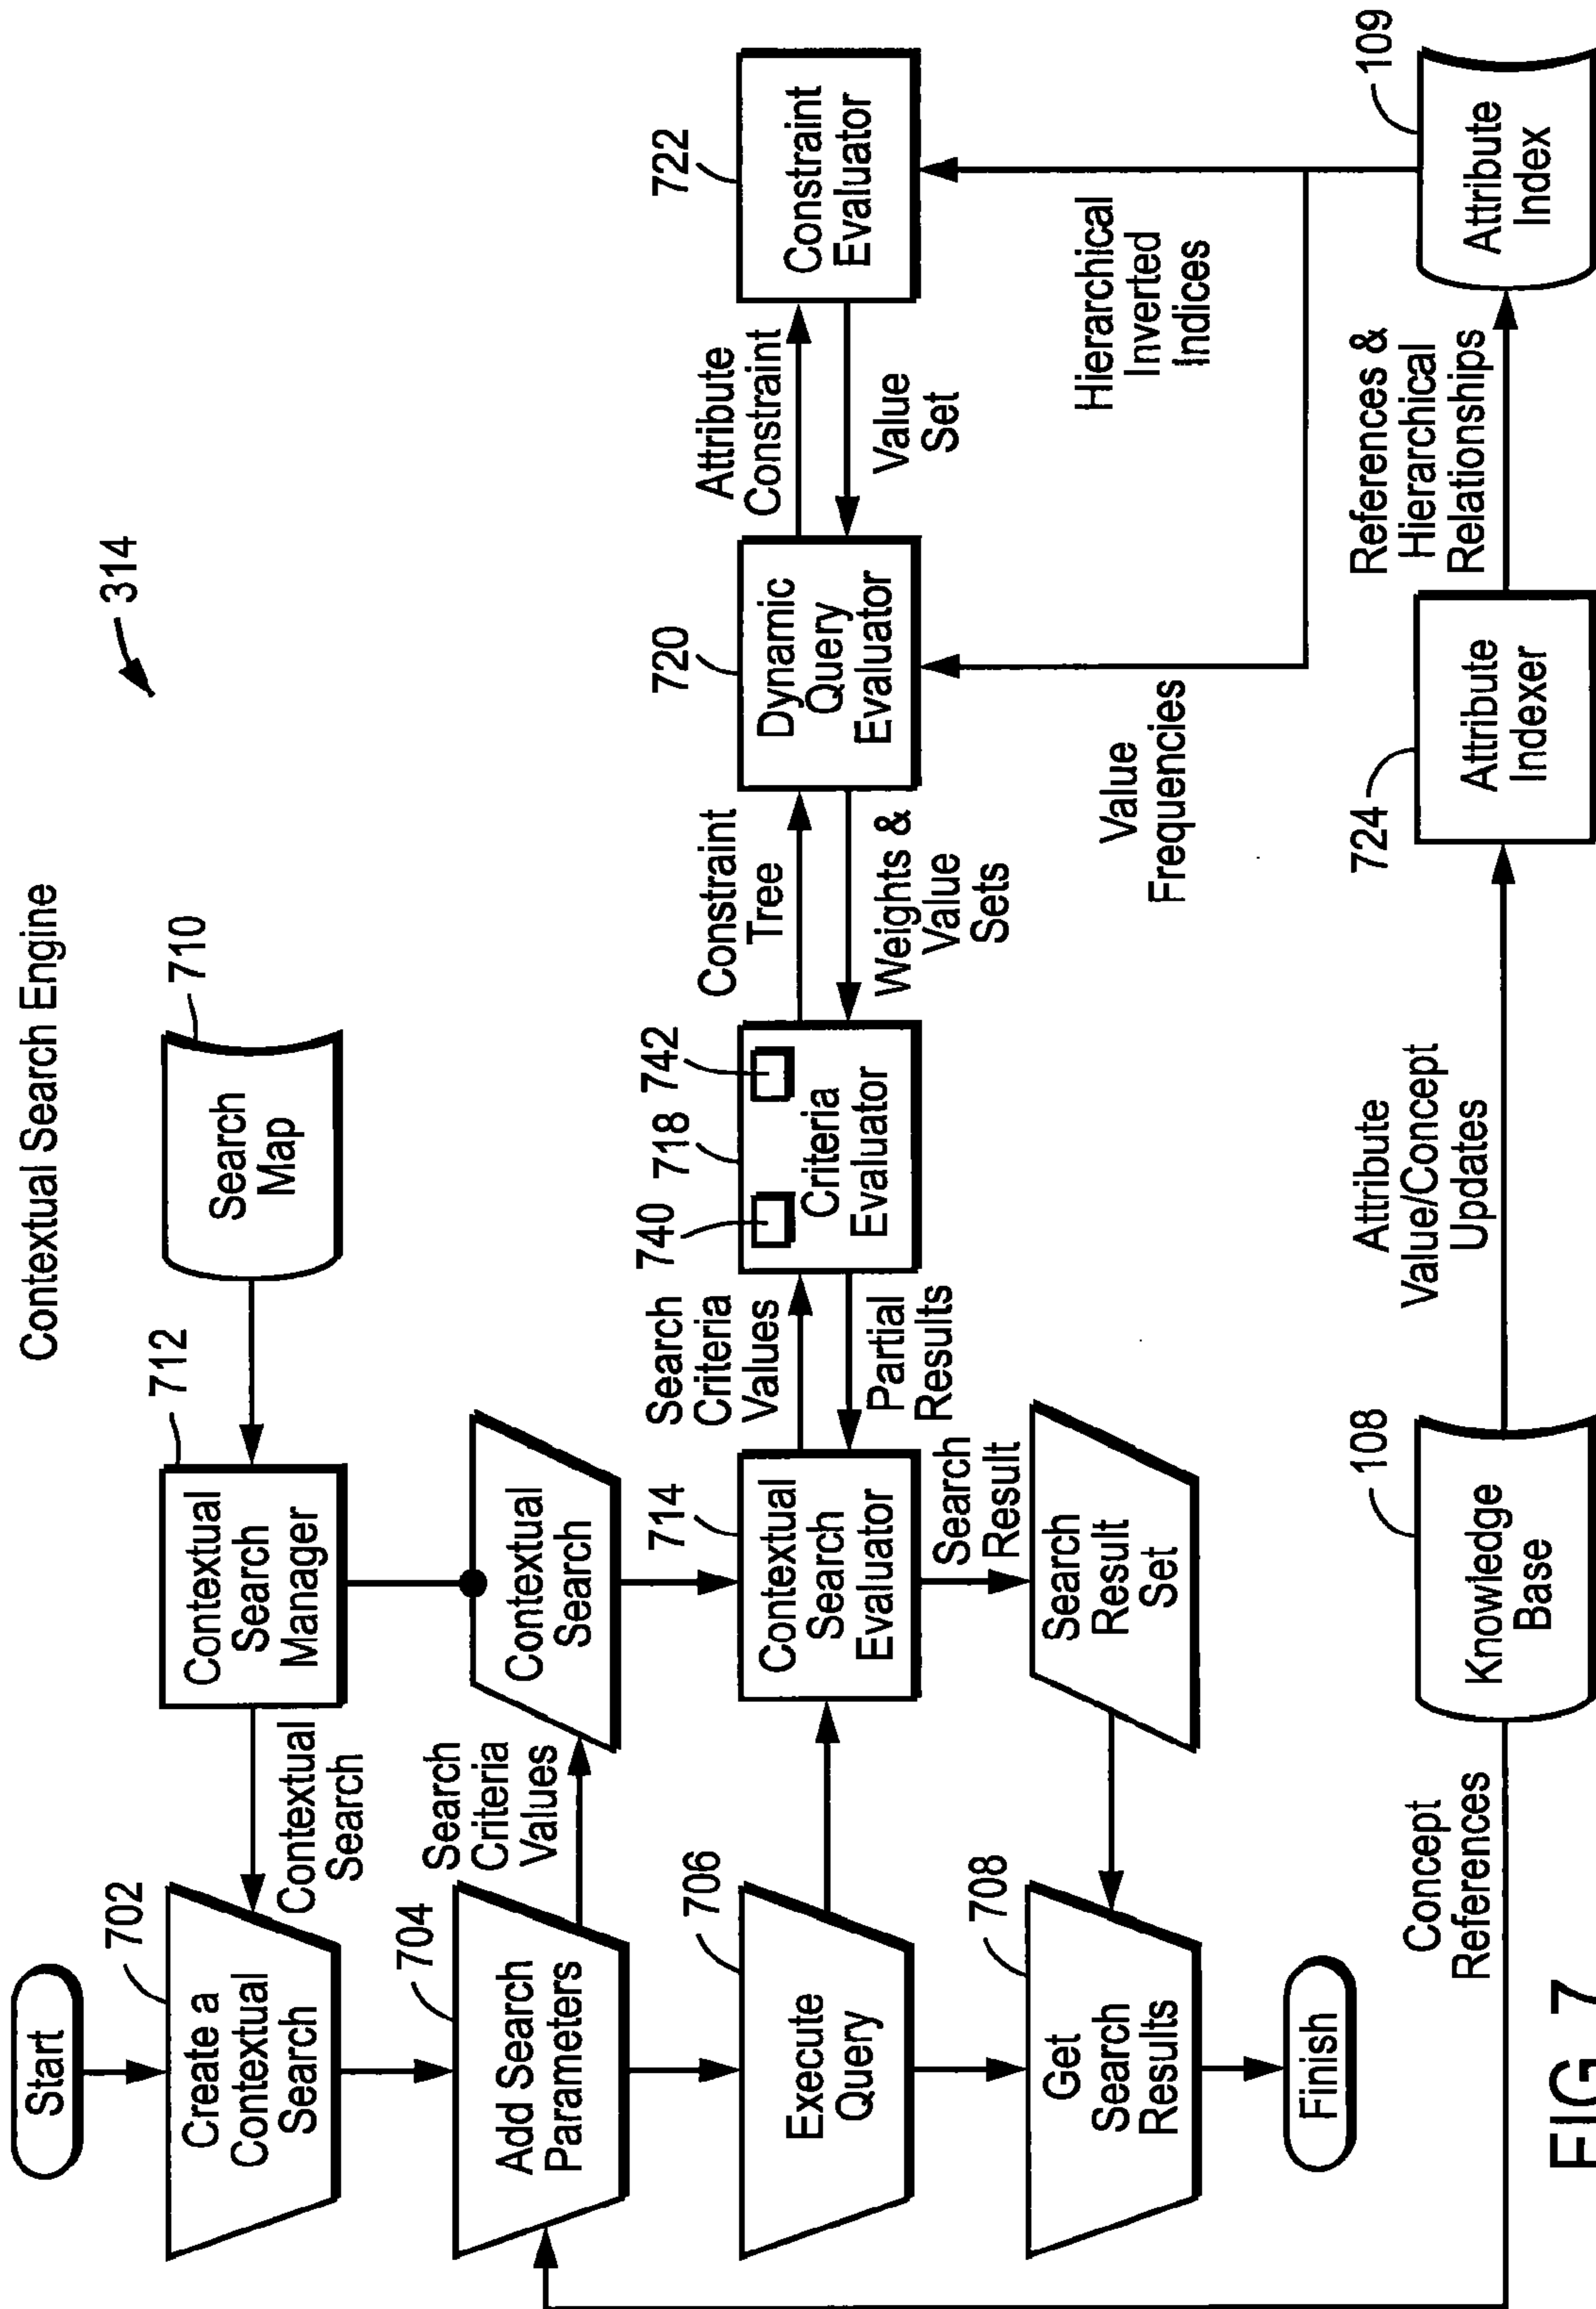 Contextual Search Engine
314
Start
702
Create a
Contextual
Search
Contextual
Search
712
Contextual
Search
Manager
710
Search
Map
704
Add Search
Parameters
Search
Criteria
Values
Contextual
Search
706
Execute
Query
714
Contextual
Search
Evaluator
Search
Criteria
Values
Partial
Results
740
718
742
Criteria
Evaluator
Constraint
Tree
Weights &
Value
Sets
720
Dynamic
Query
Evaluator
Attribute
Constraint
Value
Set
722
Constraint
Evaluator
Search
Result
708
Get
Search
Results
Search
Result
Set
Value
Frequencies
Hierarchical
Inverted
Indices
Finish
Concept
References
108
Knowledge
Base
Attribute
Value/Concept
Updates
724
Attribute
Indexer
References &
Hierarchical
Relationships
109
Attribute
Index
FIG 7